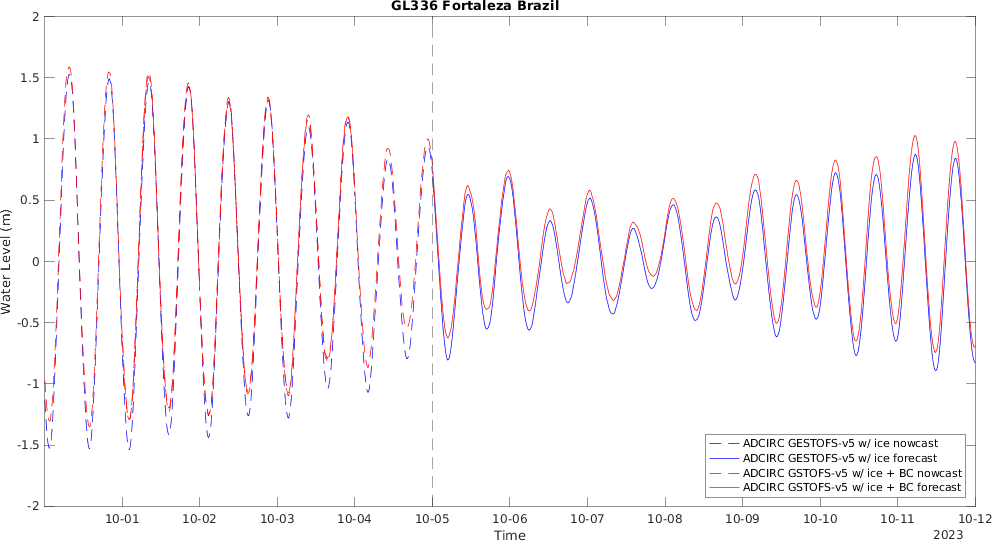 GL336 Fortaleza Brazil
Water Level (m)
2
1.5
1
0.5
0
-0.5
-1
-1.5
-2
ADCIRC GESTOFS-v5 w/ ice nowcast
ADCIRC GESTOFS-v5 w/ ice forecast
ADCIRC GSTOFS-v5 w/ ice + BC nowcast
ADCIRC GSTOFS-v5 w/ ice + BC forecast
10-01 10-02 10-03 10-04 10-05 10-06 10-07 10-08 10-09 10-10 10-11 10-12
Time
2023